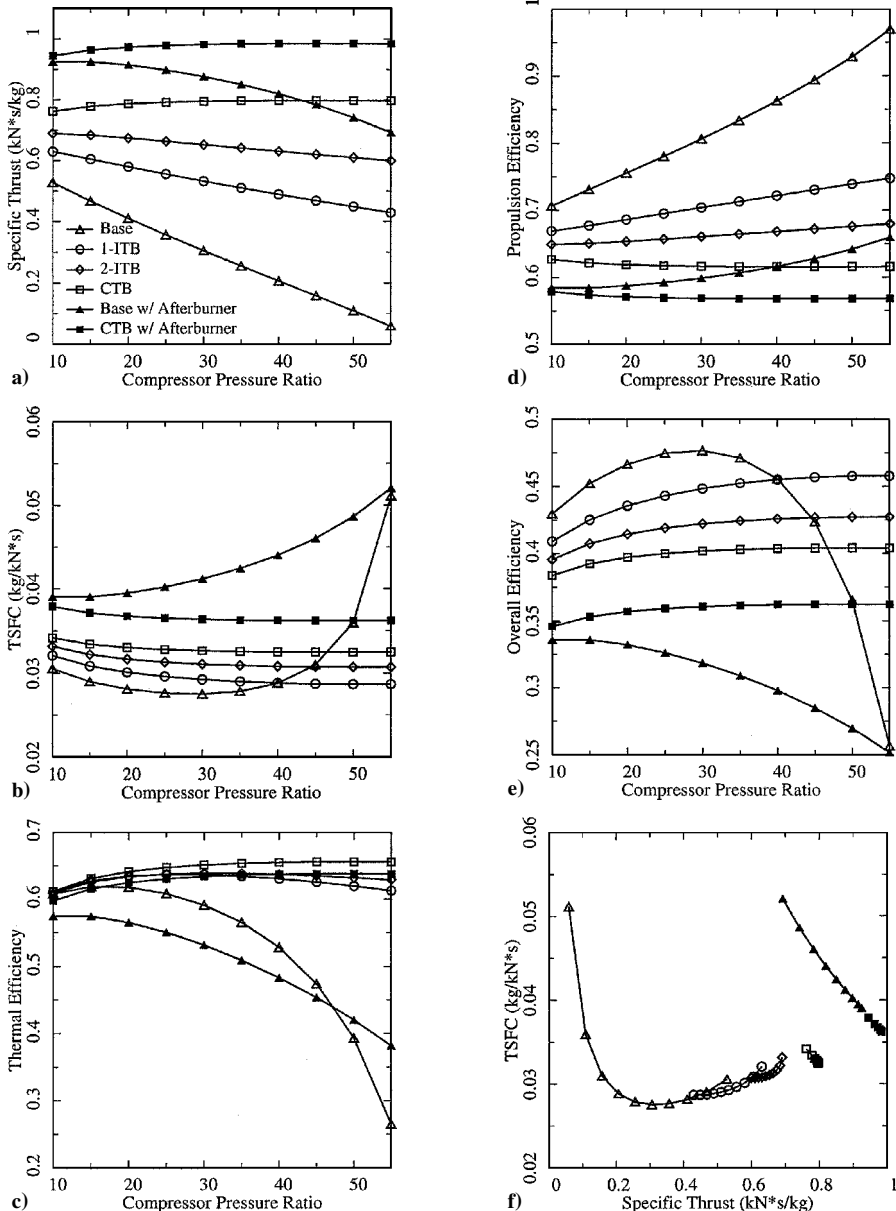 Specific Thrust (kN*s/kg)
0 0.2 0.4 0.6 0.8 1
Base
1-ITB
2-ITB
CTB
Base w/ Afterburner
CTB w/ Afterburner
10 20 30 40 50
a) Compressor Pressure Ratio
Propulsion Efficiency
0.5 0.6 0.7 0.8 0.9
10 20 30 40 50
d) Compressor Pressure Ratio
TSFC (kg/kN*s)
0.02 0.03 0.04 0.05 0.06
10 20 30 40 50
b) Compressor Pressure Ratio
Overall Efficiency
0.25 0.3 0.35 0.4 0.45 0.5
10 20 30 40 50
e) Compressor Pressure Ratio
Thermal Efficiency
0.2 0.3 0.4 0.5 0.6 0.7
10 20 30 40 50
c) Compressor Pressure Ratio
TSFC (kg/kN*s)
0.02 0.03 0.04 0.05 0.06
0 0.2 0.4 0.6 0.8 1
f) Specific Thrust (kN*s/kg)